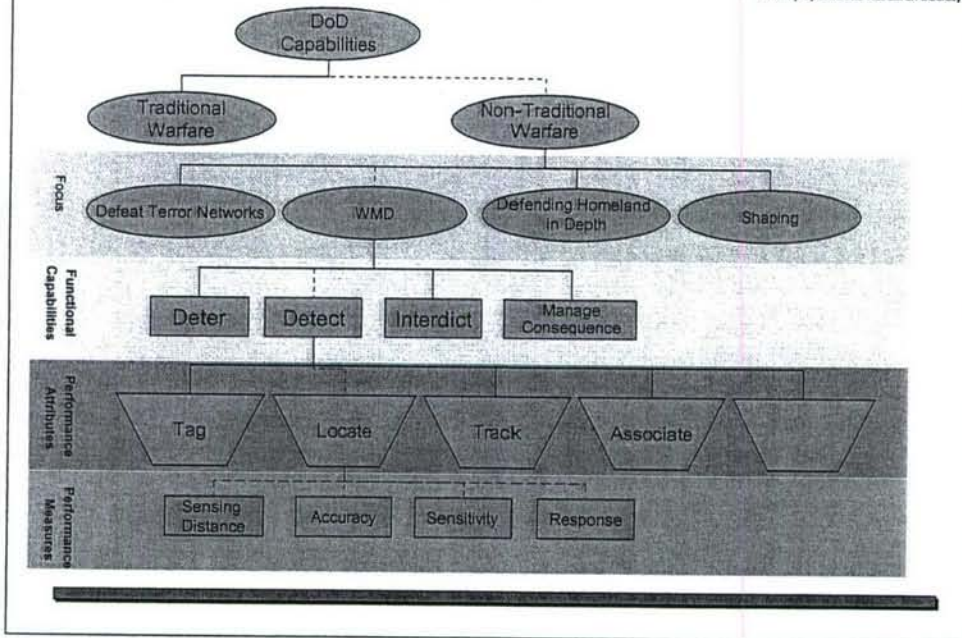 DoD
Capabilities
Traditional
Warfare
Non-Traditional
Warfare
Focus
Defeat Terror Networks
WMD
Defending Homeland
in Depth
Shaping
Functional
Capabilities
Deter
Detect
Interdict
Manage
Consequence
Performance
Attributes
Tag
Locate
Track
Associate
Performance
Measures
Sensing
Distance
Accuracy
Sensitivity
Response